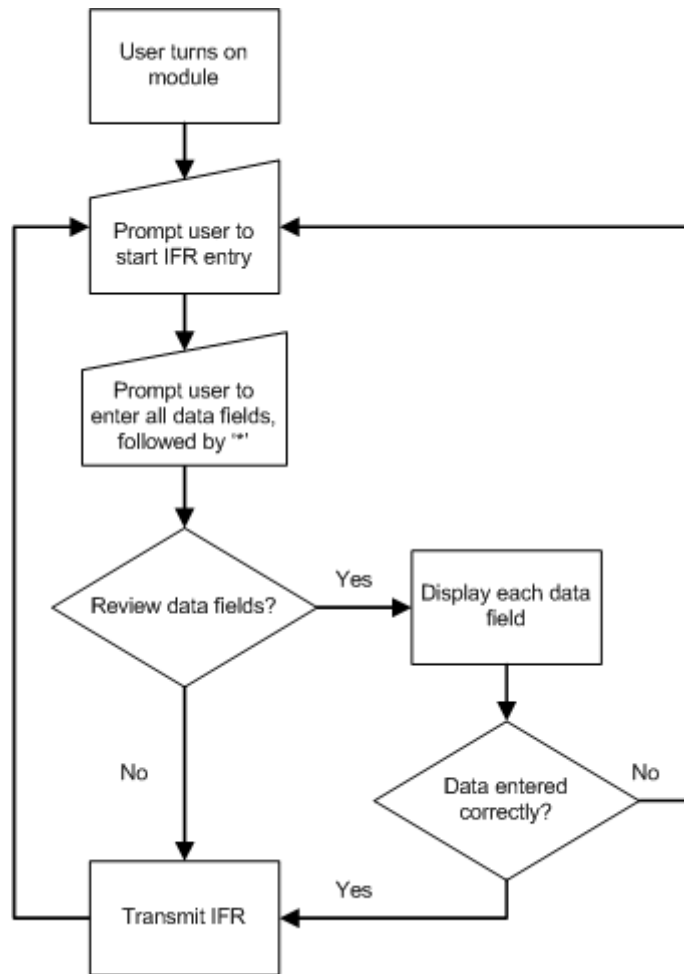 User turns on
module
Prompt user to
start IFR entry
Prompt user to
enter all data fields,
followed by '*'
Review data fields?
Yes
Display each data
field
No
Data entered
correctly?
No
Yes
Transmit IFR